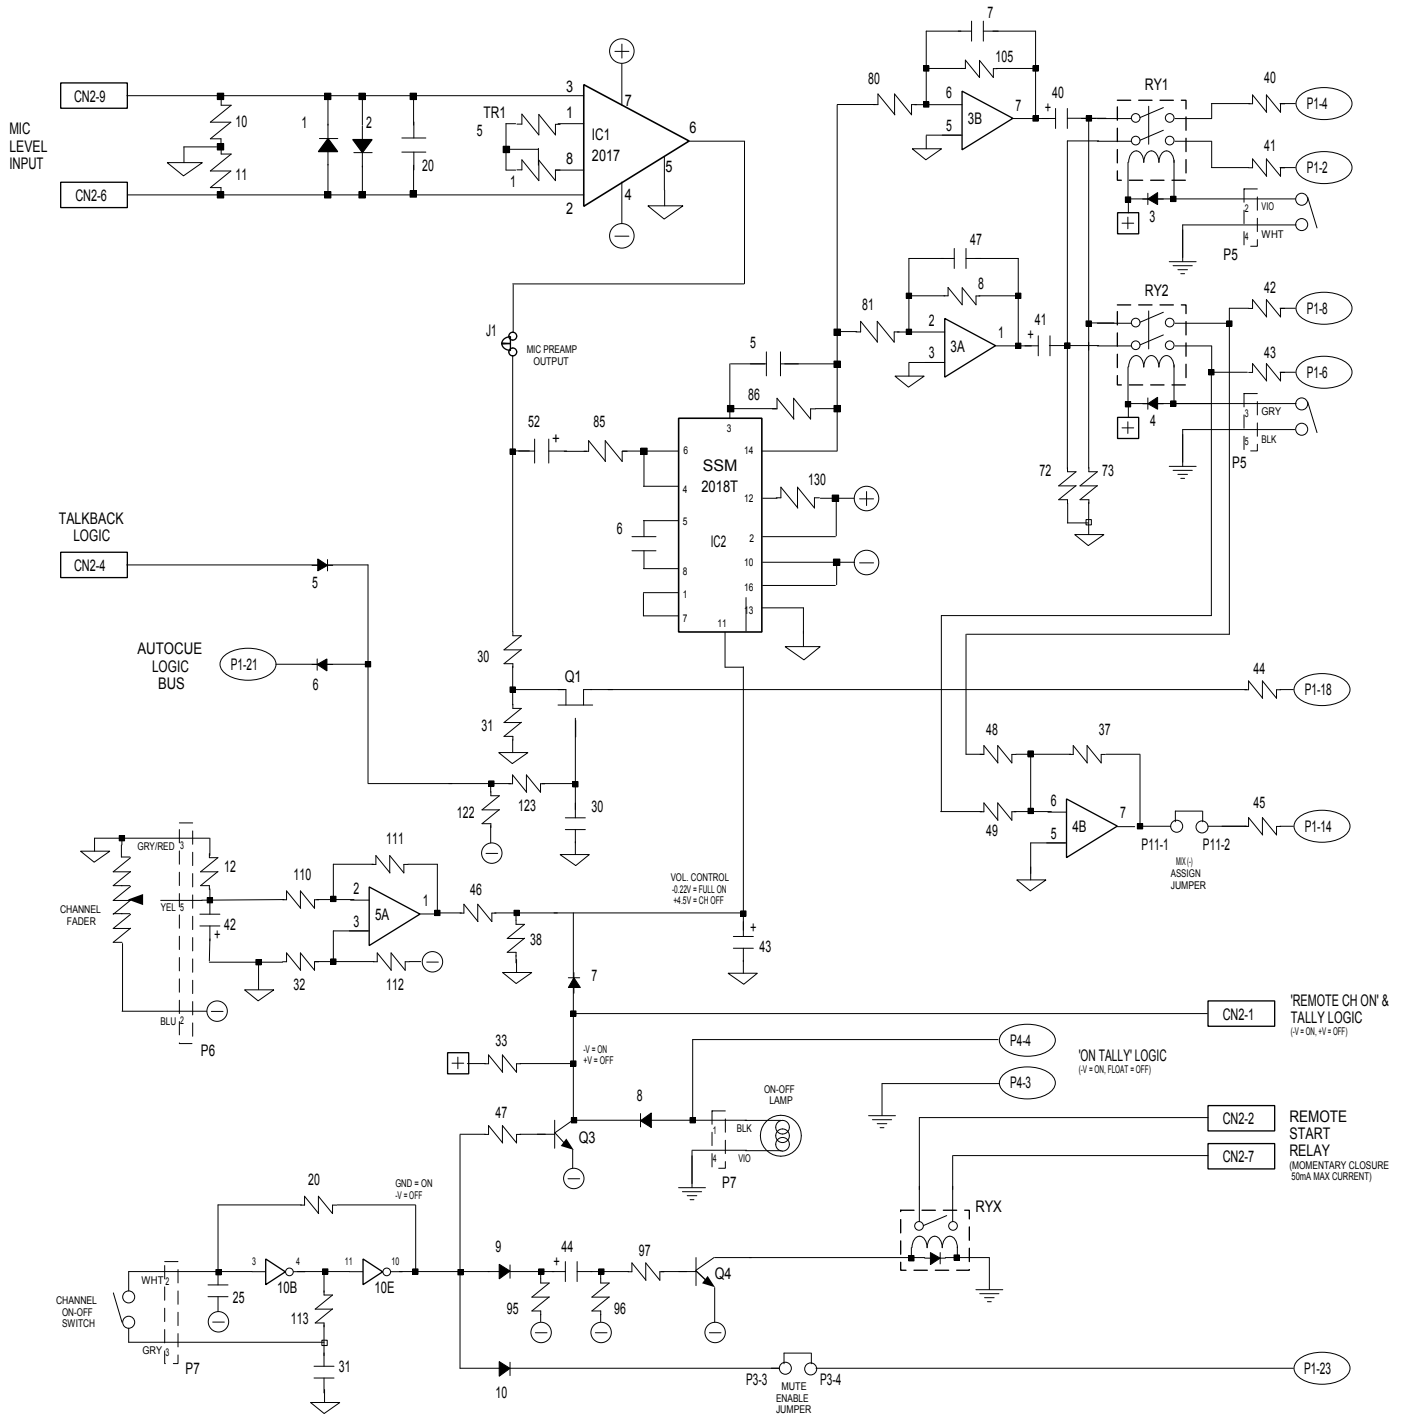 7
105
80
6
3B
7
5
+
40
RY1
40
P1-4
41
P1-2
3
+
2
VIO
4
WHT
P5
MIC
LEVEL
INPUT
CN2-9
CN2-6
10
11
1
2
20
TR1
5
1
3
1
8
2
IC1
2017
+
7
6
5
4
−
J1
MIC PREAMP
OUTPUT
47
8
81
2
3A
1
3
+
41
RY2
42
P1-8
43
P1-6
4
+
3
GRY
5
BLK
P5
72
73
5
86
52
+
85
3
6
14
SSM
2018T
4
12
130
+
5
2
6
IC2
10
−
8
16
1
13
7
11
TALKBACK
LOGIC
CN2-4
5
AUTOCUE
LOGIC
BUS
P1-21
6
30
31
Q1
44
P1-18
122
−
123
30
48
37
49
6
4B
7
5
P11-1
P11-2
MIX (-)
ASSIGN
JUMPER
45
P1-14
GRY/RED
3
12
CHANNEL
FADER
YEL
5
42
+
110
111
2
5A
1
3
32
112
−
BLU
2
−
P6
46
38
VOL. CONTROL
-0.22V = FULL ON
+4.5V = CH OFF
+
43
7
CN2-1
'REMOTE CH ON' &
TALLY LOGIC
(-V = ON, +V = OFF)
+
33
-V = ON
+V = OFF
P4-4
P4-3
'ON TALLY' LOGIC
(-V = ON, FLOAT = OFF)
47
Q3
−
8
1
BLK
4
VIO
P7
ON-OFF
LAMP
CN2-2
CN2-7
REMOTE
START
RELAY
(MOMENTARY CLOSURE
50mA MAX CURRENT)
RYX
20
GND = ON
-V = OFF
CHANNEL
ON-OFF
SWITCH
WHT
2
GRY
3
P7
25
−
3
10B
4
11
10E
10
113
31
9
95
−
+
44
96
−
97
Q4
−
10
P3-3
P3-4
MUTE
ENABLE
JUMPER
P1-23